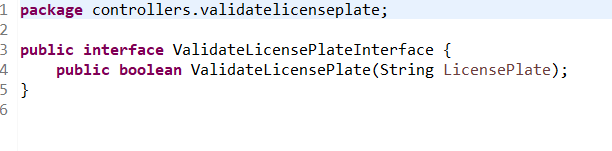 1 package controllers.validatelicenseplate;
2
3 public interface ValidateLicensePlateInterface {
4     public boolean ValidateLicensePlate(String LicensePlate);
5 }
6